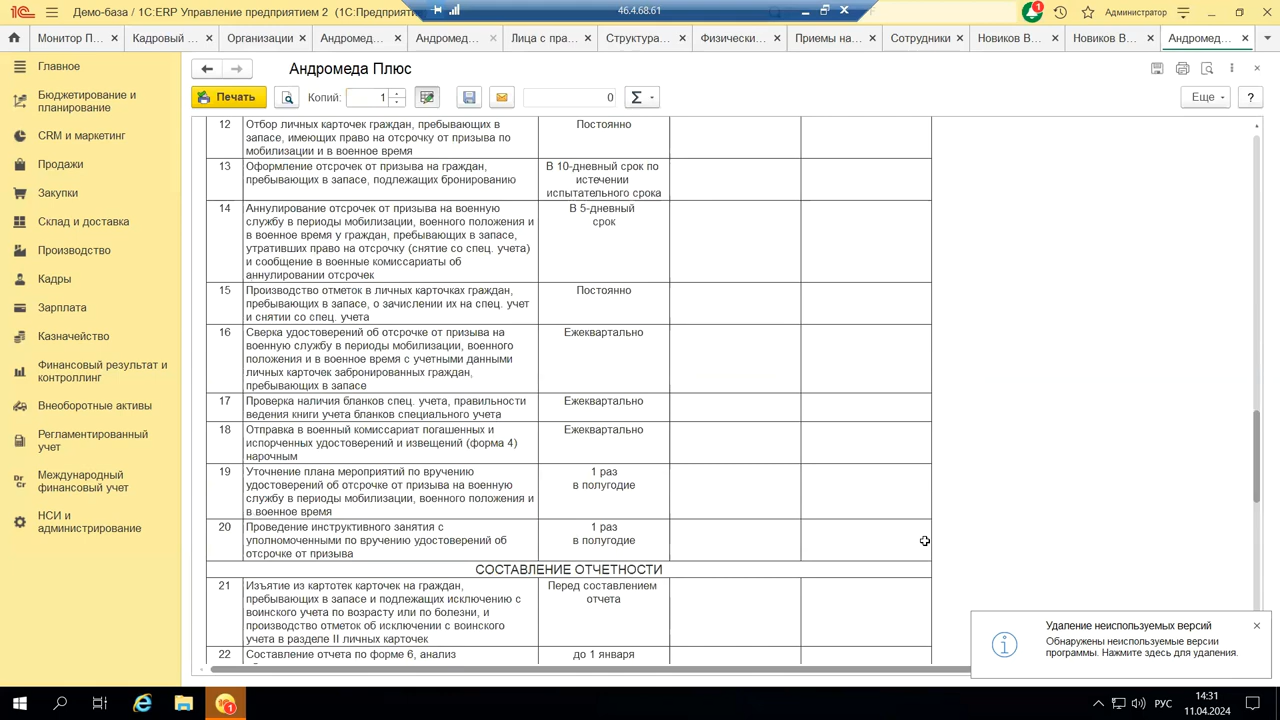 Демо-база / 1С:ERP Управление предприятием 2 (1С:Предприяти
46.4.68.61
1
Администратор
Монитор П...
Кадровый ...
Организации
Андромед...
Андромед...
Лица с пра...
Структура...
Физически...
Приемы на...
Сотрудники
Новиков В...
Новиков В...
Андромед...
Главное
Бюджетирование и
планирование
CRM и маркетинг
Продажи
Закупки
Склад и доставка
Производство
Кадры
Зарплата
Казначейство
Финансовый результат и
контроллинг
Внеоборотные активы
Регламентированный
учет
Международный
финансовый учет
НСИ и
администрирование
Андромеда Плюс
Печать
Копий:
1
0
Еще
?
12 Отбор личных карточек граждан, пребывающих в Постоянно
запасе, имеющих право на отсрочку от призыва по
мобилизации и в военное время
13 Оформление отсрочек от призыва на граждан, В 10-дневный срок по
пребывающих в запасе, подлежащих бронированию истечении
испытательного срока
14 Аннулирование отсрочек от призыва на военную В 5-дневный
службу в периоды мобилизации, военного положения и срок
в военное время у граждан, пребывающих в запасе,
утративших право на отсрочку (снятие со спец. учета)
и сообщение в военные комиссариаты об
аннулировании отсрочек
15 Производство отметок в личных карточках граждан, Постоянно
пребывающих в запасе, о зачислении их на спец. учет
и снятии со спец. учета
16 Сверка удостоверений об отсрочке от призыва на Ежеквартально
военную службу в периоды мобилизации, военного
положения и в военное время с учетными данными
личных карточек забронированных граждан,
пребывающих в запасе
17 Проверка наличия бланков спец. учета, правильности Ежеквартально
ведения книги учета бланков специального учета
18 Отправка в военный комиссариат погашенных и Ежеквартально
испорченных удостоверений и извещений (форма 4)
нарочным
19 Уточнение плана мероприятий по вручению 1 раз
удостоверений об отсрочке от призыва на военную в полугодие
службу в периоды мобилизации, военного положения и
в военное время
20 Проведение инструктивного занятия с 1 раз
уполномоченными по вручению удостоверений об в полугодие
отсрочке от призыва
СОСТАВЛЕНИЕ ОТЧЕТНОСТИ
21 Изъятие из картотек карточек на граждан, Перед составлением
пребывающих в запасе и подлежащих исключению с отчета
воинского учета по возрасту или по болезни, и
производство отметок об исключении с воинского
учета в разделе II личных карточек
22 Составление отчета по форме 6, анализ до 1 января
Удаление неиспользуемых версий
Обнаружены неиспользуемые версии
программы. Нажмите здесь для удаления.
РУС
14:31
11.04.2024